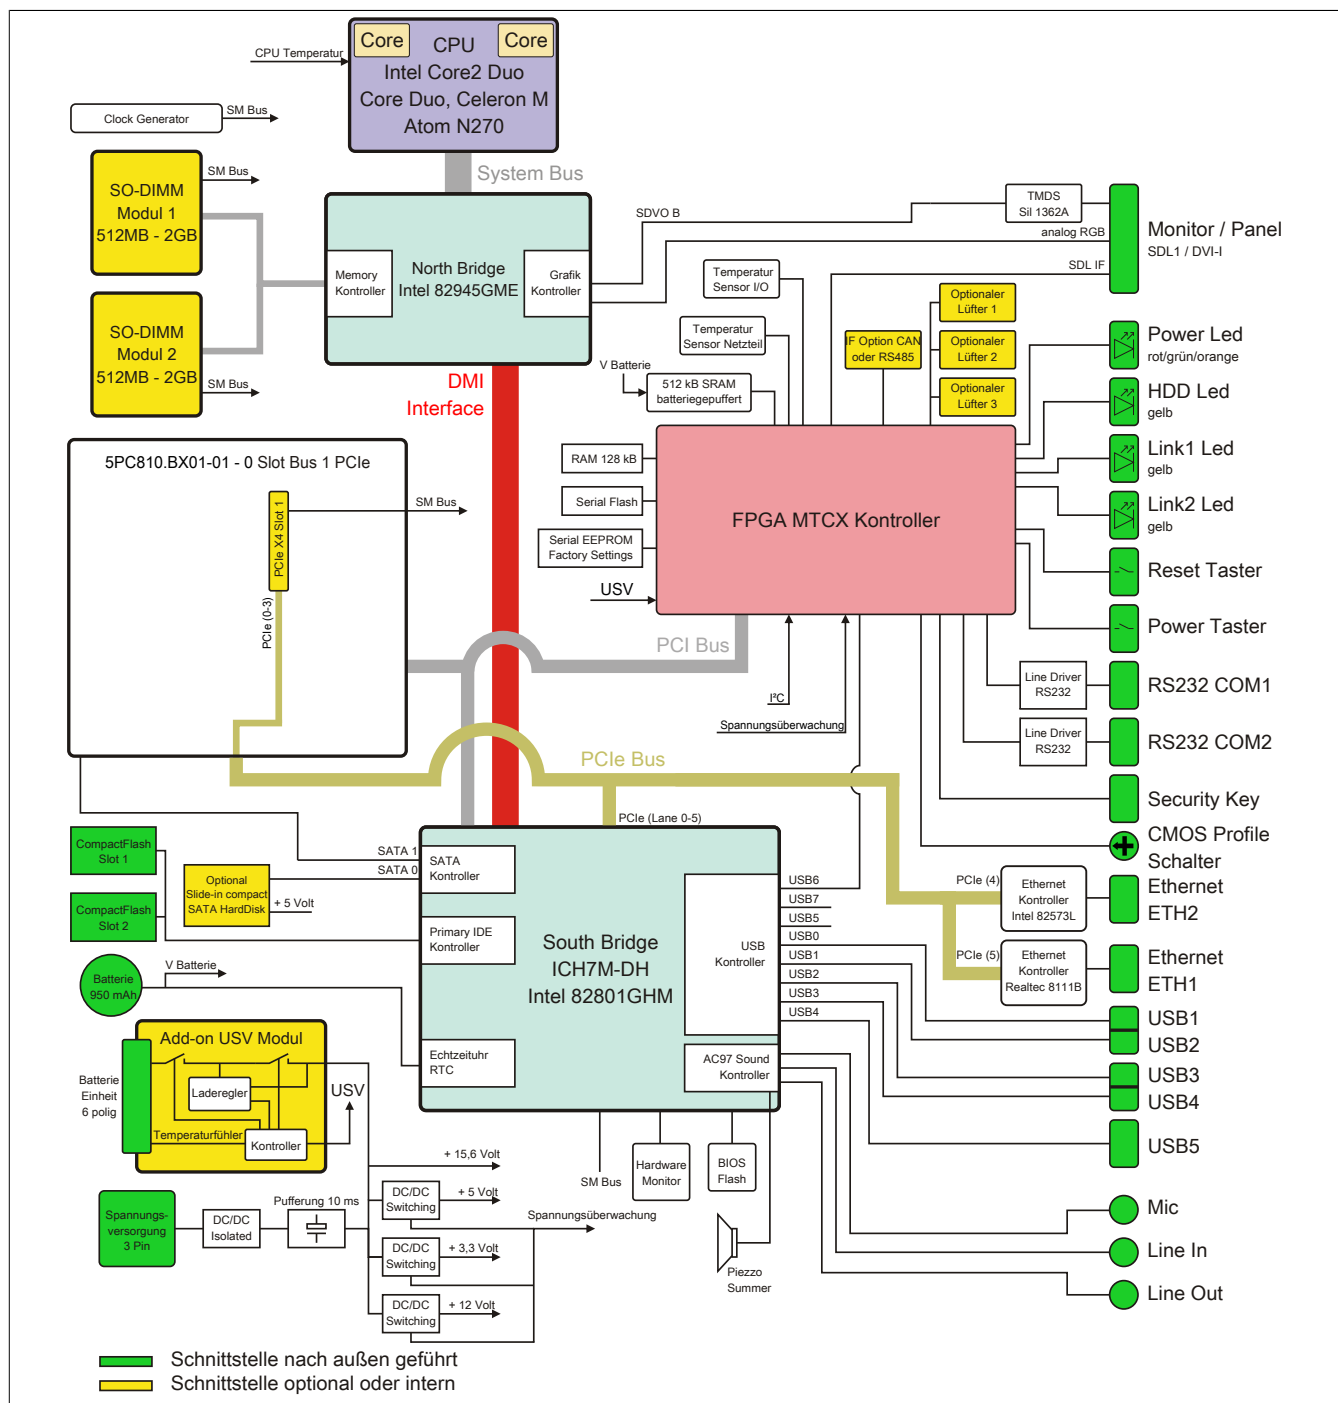 Core
CPU
Core
Intel Core2 Duo
Core Duo, Celeron M
Atom N270
CPU Temperatur
Clock Generator
SM Bus
System Bus
SO-DIMM
Modul 1
512MB - 2GB
SM Bus
SO-DIMM
Modul 2
512MB - 2GB
SM Bus
Memory
Kontroller
North Bridge
Intel 82945GME
Grafik
Kontroller
SDVO B
TMDS
Sil 1362A
analog RGB
SDL IF
Monitor / Panel
SDL1 / DVI-I
Temperatur
Sensor I/O
Temperatur
Sensor Netzteil
V Batterie
512 kB SRAM
batteriegepuffert
IF Option CAN
oder RS485
Optionaler
Lüfter 1
Optionaler
Lüfter 2
Optionaler
Lüfter 3
Power Led
rot/grün/orange
HDD Led
gelb
Link1 Led
gelb
Link2 Led
gelb
Reset Taster
Power Taster
DMI
Interface
5PC810.BX01-01 - 0 Slot Bus 1 PCIe
PCIe X4 Slot 1
SM Bus
PCIe (0-3)
RAM 128 kB
Serial Flash
Serial EEPROM
Factory Settings
USV
FPGA MTCX Kontroller
PCI Bus
I²C
Spannungsüberwachung
Line Driver
RS232
RS232 COM1
Line Driver
RS232
RS232 COM2
Security Key
CMOS Profile
Schalter
PCIe Bus
PCIe (Lane 0-5)
PCIe (4)
Ethernet
Kontroller
Intel 82573L
Ethernet
ETH2
PCIe (5)
Ethernet
Kontroller
Realtec 8111B
Ethernet
ETH1
CompactFlash
Slot 1
CompactFlash
Slot 2
Optional
Slide-in compact
SATA HardDisk
+ 5 Volt
SATA 1
SATA 0
SATA
Kontroller
Primary IDE
Kontroller
South Bridge
ICH7M-DH
Intel 82801GHM
USB
Kontroller
USB6
USB7
USB5
USB0
USB1
USB2
USB3
USB4
USB1
USB2
USB3
USB4
USB5
Batterie
950 mAh
V Batterie
Echtzeituhr
RTC
AC97 Sound
Kontroller
Add-on USV Modul
Laderegler
Batterie
Einheit
6 polig
Temperaturfühler
Kontroller
USV
SM Bus
Hardware
Monitor
BIOS
Flash
Piezzo
Summer
Mic
Line In
Line Out
+ 15,6 Volt
Spannungs-
versorgung
3 Pin
DC/DC
Isolated
Pufferung 10 ms
DC/DC
Switching
+ 5 Volt
Spannungsüberwachung
DC/DC
Switching
+ 3,3 Volt
DC/DC
Switching
+ 12 Volt
Schnittstelle nach außen geführt
Schnittstelle optional oder intern